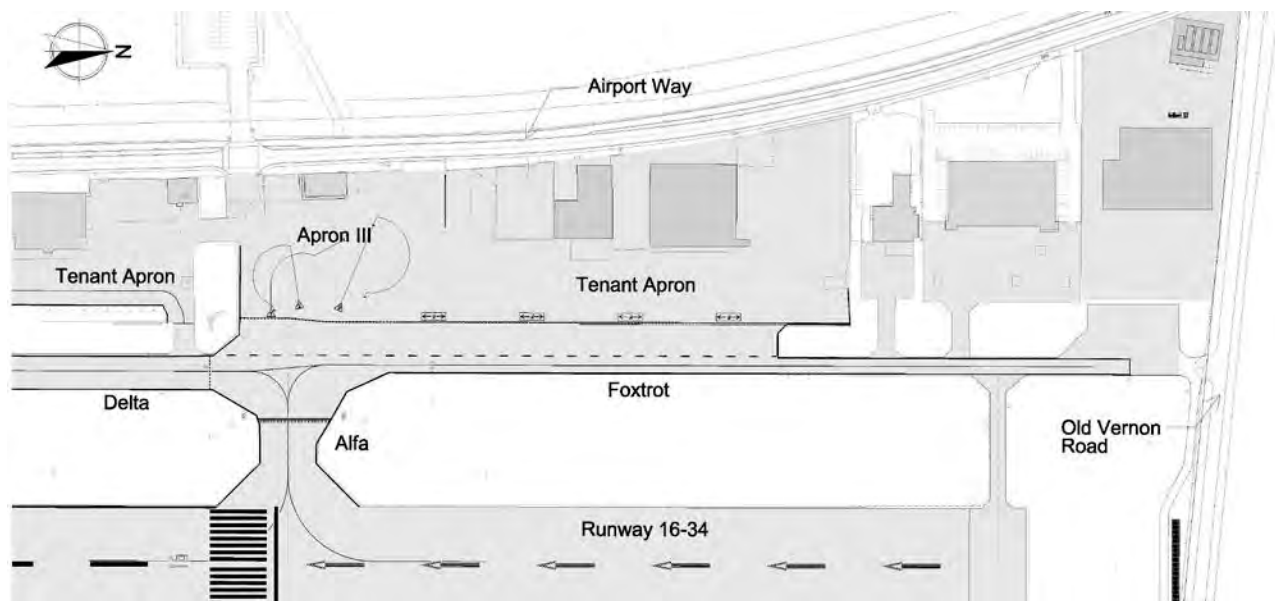 N
Airport Way
Apron III
Tenant Apron
Tenant Apron
Delta
Foxtrot
Alfa
Old Vernon
Road
Runway 16-34